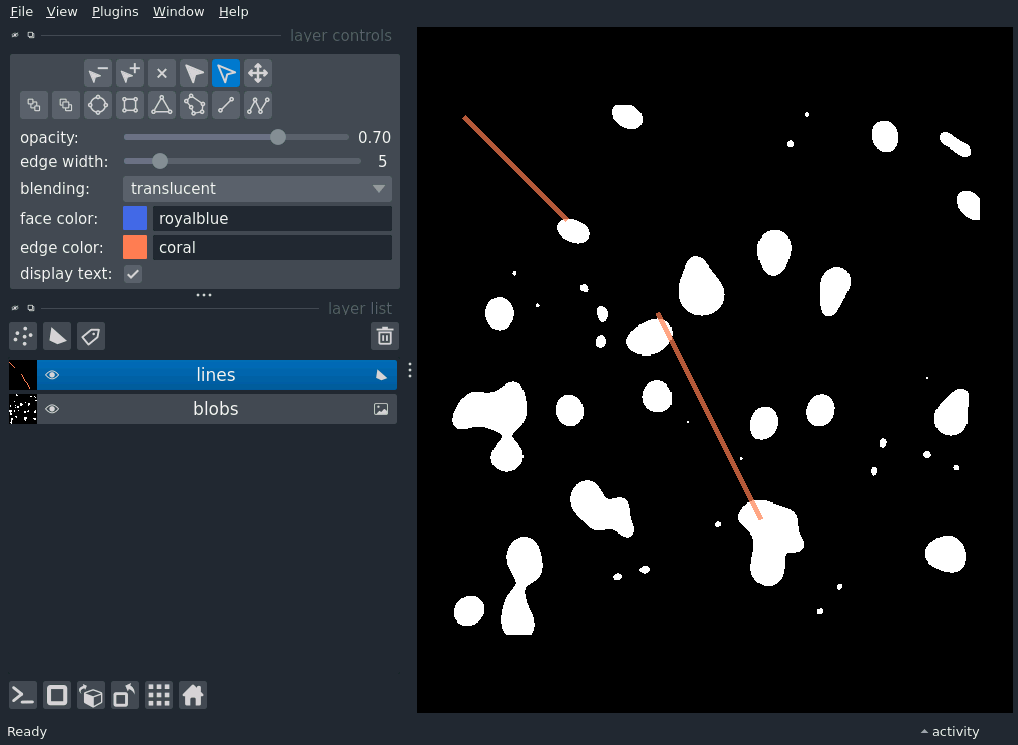 File View Plugins Window Help
layer controls
opacity: 0.70
edge width: 5
blending: translucent
face color: royalblue
edge color: coral
display text:
layer list
lines
blobs
Ready activity